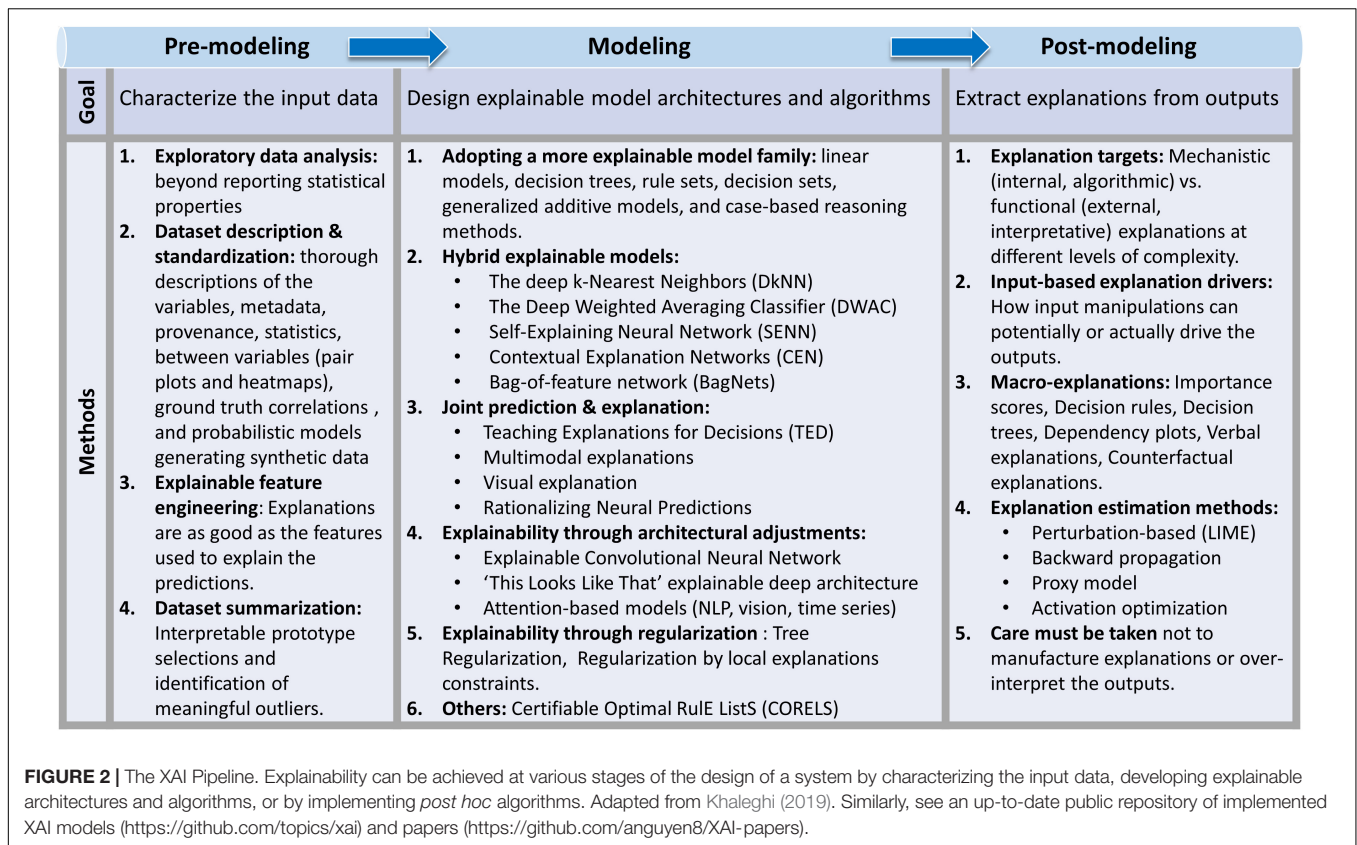 Pre-modeling
Modeling
Post-modeling
Goal
Characterize the input data
Design explainable model architectures and algorithms
Extract explanations from outputs
Methods
1. Exploratory data analysis:
beyond reporting statistical
properties
2. Dataset description &
standardization: thorough
descriptions of the
variables, metadata,
provenance, statistics,
between variables (pair
plots and heatmaps),
ground truth correlations ,
and probabilistic models
generating synthetic data
3. Explainable feature
engineering: Explanations
are as good as the features
used to explain the
predictions.
4. Dataset summarization:
Interpretable prototype
selections and
identification of
meaningful outliers.
1. Adopting a more explainable model family: linear
models, decision trees, rule sets, decision sets,
generalized additive models, and case-based reasoning
methods.
2. Hybrid explainable models:
• The deep k-Nearest Neighbors (DkNN)
• The Deep Weighted Averaging Classifier (DWAC)
• Self-Explaining Neural Network (SENN)
• Contextual Explanation Networks (CEN)
• Bag-of-feature network (BagNets)
3. Joint prediction & explanation:
• Teaching Explanations for Decisions (TED)
• Multimodal explanations
• Visual explanation
• Rationalizing Neural Predictions
4. Explainability through architectural adjustments:
• Explainable Convolutional Neural Network
• ‘This Looks Like That’ explainable deep architecture
• Attention-based models (NLP, vision, time series)
5. Explainability through regularization : Tree
Regularization, Regularization by local explanations
constraints.
6. Others: Certifiable Optimal RulE ListS (CORELS)
1. Explanation targets: Mechanistic
(internal, algorithmic) vs.
functional (external,
interpretative) explanations at
different levels of complexity.
2. Input-based explanation drivers:
How input manipulations can
potentially or actually drive the
outputs.
3. Macro-explanations: Importance
scores, Decision rules, Decision
trees, Dependency plots, Verbal
explanations, Counterfactual
explanations.
4. Explanation estimation methods:
• Perturbation-based (LIME)
• Backward propagation
• Proxy model
• Activation optimization
5. Care must be taken not to
manufacture explanations or over-
interpret the outputs.
FIGURE 2 | The XAI Pipeline. Explainability can be achieved at various stages of the design of a system by characterizing the input data, developing explainable
architectures and algorithms, or by implementing post hoc algorithms. Adapted from Khaleghi (2019). Similarly, see an up-to-date public repository of implemented
XAI models (https://github.com/topics/xai) and papers (https://github.com/anguyen8/XAI-papers).